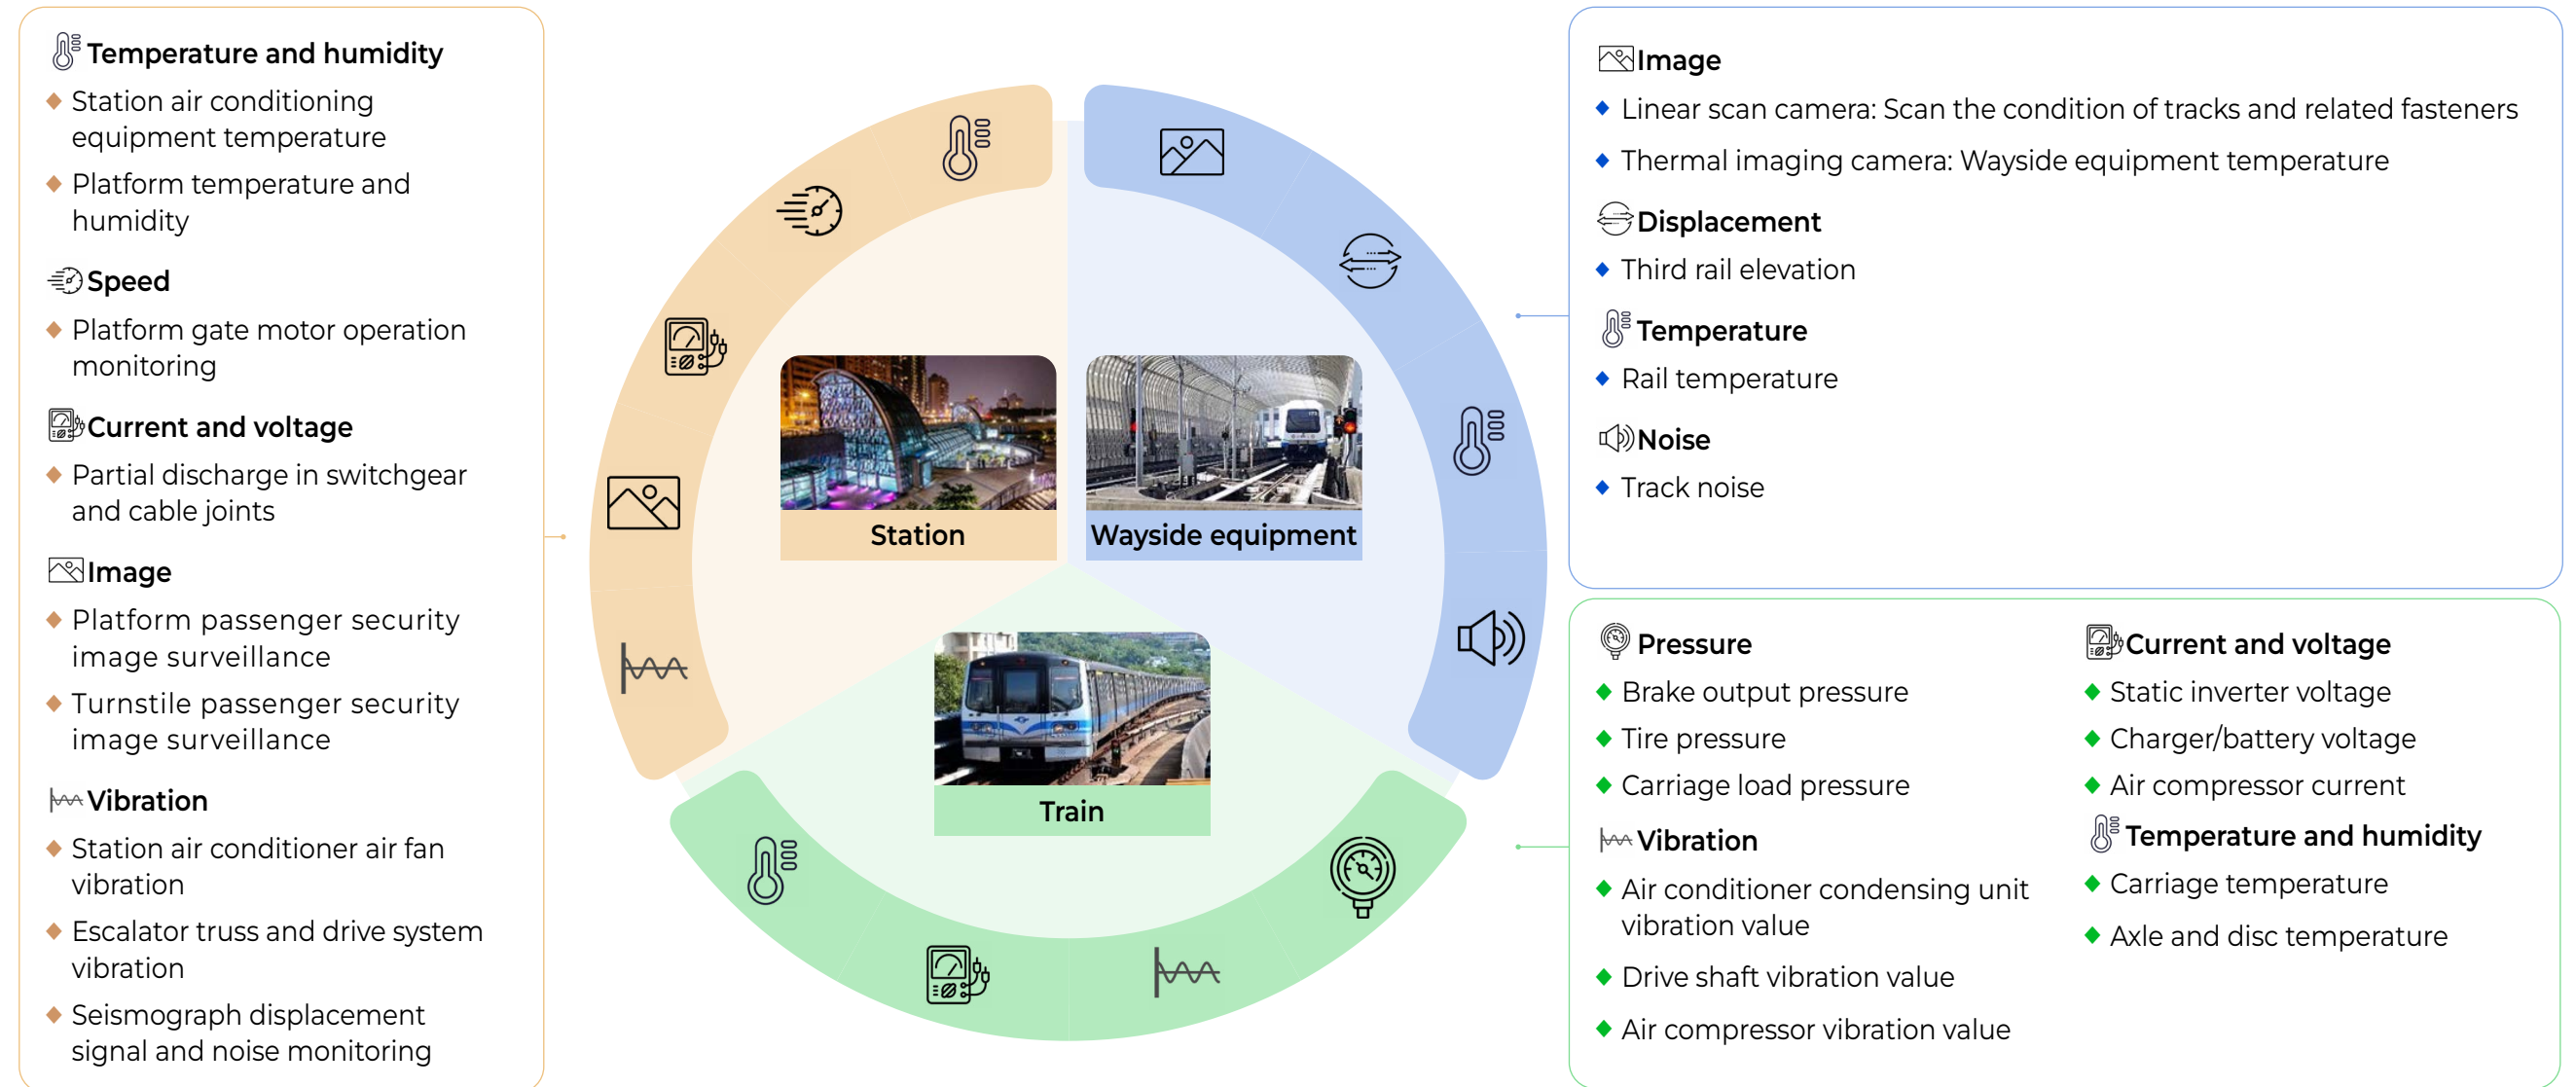 Temperature and humidity
Station air conditioning
equipment temperature
Platform temperature and
humidity
Speed
Platform gate motor operation
monitoring
Current and voltage
Partial discharge in switchgear
and cable joints
Image
Platform passenger security
image surveillance
Turnstile passenger security
image surveillance
Vibration
Station air conditioner air fan
vibration
Escalator truss and drive system
vibration
Seismograph displacement
signal and noise monitoring
Station
Wayside equipment
Train
Image
Linear scan camera: Scan the condition of tracks and related fasteners
Thermal imaging camera: Wayside equipment temperature
Displacement
Third rail elevation
Temperature
Rail temperature
Noise
Track noise
Pressure
Brake output pressure
Tire pressure
Carriage load pressure
Vibration
Air conditioner condensing unit
vibration value
Drive shaft vibration value
Air compressor vibration value
Current and voltage
Static inverter voltage
Charger/battery voltage
Air compressor current
Temperature and humidity
Carriage temperature
Axle and disc temperature